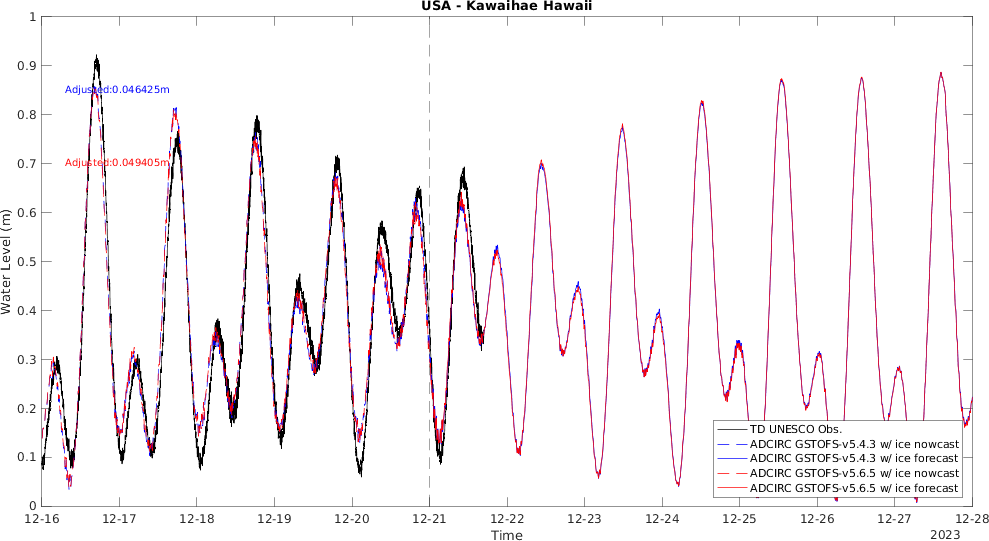 USA - Kawaihae Hawaii
1
0.9
0.8
0.7
0.6
0.5
0.4
0.3
0.2
0.1
0
Water Level (m)
Adjusted:0.046425m
Adjusted:0.049405m
TD UNESCO Obs.
ADCIRC GSTOFS-v5.4.3 w/ ice nowcast
ADCIRC GSTOFS-v5.4.3 w/ ice forecast
ADCIRC GSTOFS-v5.6.5 w/ ice nowcast
ADCIRC GSTOFS-v5.6.5 w/ ice forecast
12-16 12-17 12-18 12-19 12-20 12-21 12-22 12-23 12-24 12-25 12-26 12-27 12-28
Time
2023